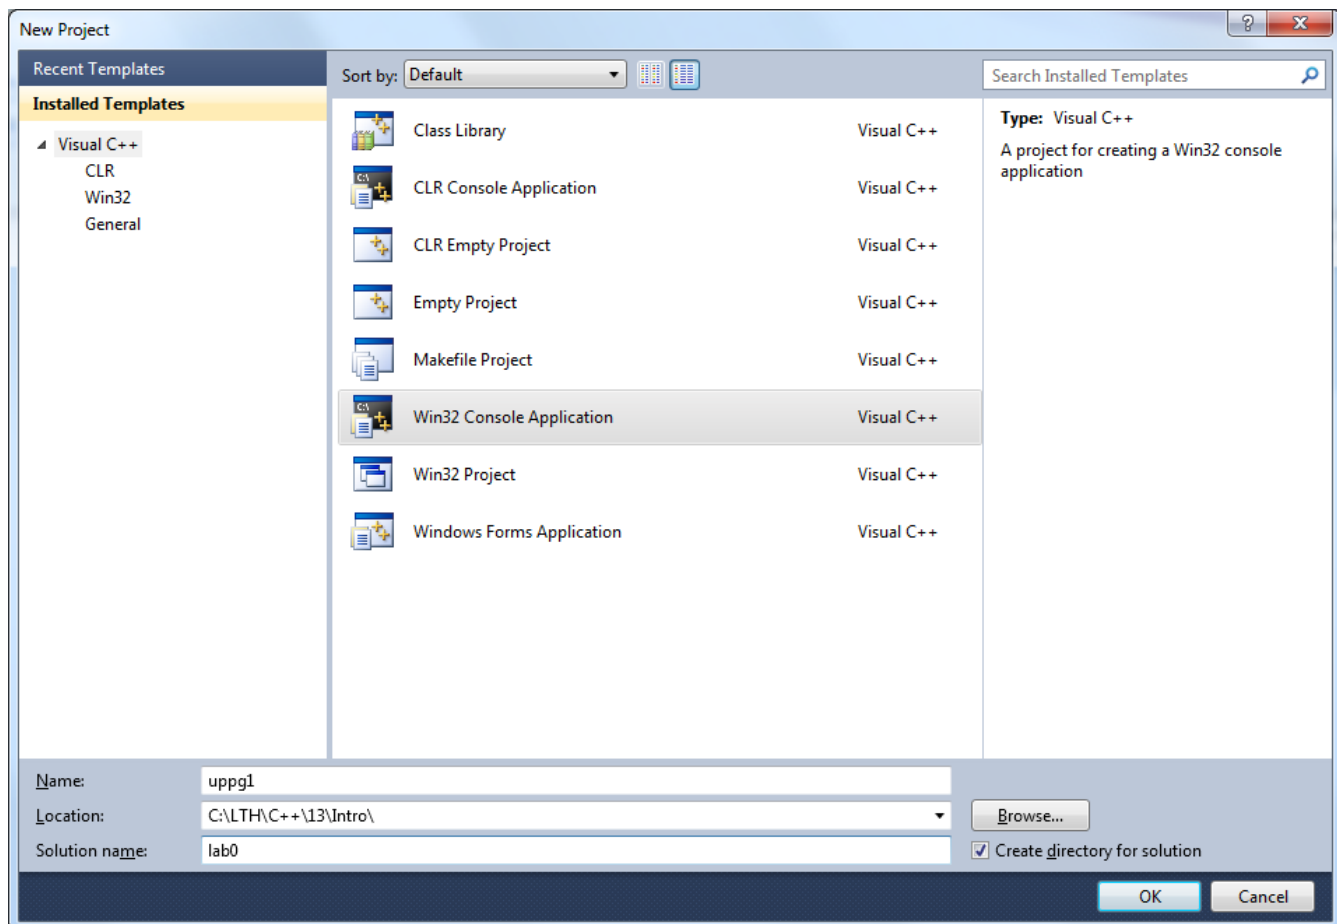 New Project
Recent Templates
Installed Templates
Visual C++
CLR
Win32
General
Sort by: Default
Search Installed Templates
Class Library Visual C++
CLR Console Application Visual C++
CLR Empty Project Visual C++
Empty Project Visual C++
Makefile Project Visual C++
Win32 Console Application Visual C++
Win32 Project Visual C++
Windows Forms Application Visual C++
Type: Visual C++
A project for creating a Win32 console
application
Name: uppg1
Location: C:\LTH\C++\13\Intro\ Browse...
Solution name: lab0 Create directory for solution
OK Cancel